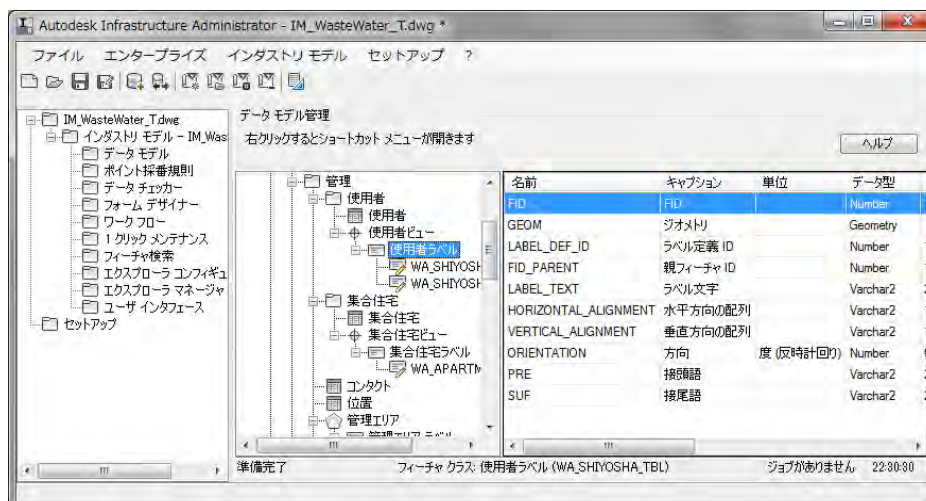 Autodesk Infrastructure Administrator - IM_WasteWater_T.dwg *
ファイル エンタープライズ インダストリ モデル セットアップ ?
IM_WasteWater_T.dwg
インダストリ モデル - IM_Was
データ モデル
ポイント採番規則
データ チェッカー
フォーム デザイナー
ワーク フロー
1 クリック メンテナンス
フィーチャ検索
エクスプローラ コンフィギュ
エクスプローラ マネージャ
ユーザ インタフェース
セットアップ
データ モデル管理
右クリックするとショートカット メニューが開きます
ヘルプ
管理
使用者
使用者
使用者ビュー
使用者ラベル
WA_SHIYOSH
WA_SHIYOSH
集合住宅
集合住宅
集合住宅ビュー
集合住宅ラベル
WA_APARTM
コンタクト
位置
管理エリア
管理エリア ラベル
名前 キャプション 単位 データ型
FID FID Number
GEOM ジオメトリ Geometry
LABEL_DEF_ID ラベル定義 ID Number
FID_PARENT 親フィーチャ ID Number
LABEL_TEXT ラベル文字 Varchar2
HORIZONTAL_ALIGNMENT 水平方向の配列 Varchar2
VERTICAL_ALIGNMENT 垂直方向の配列 Varchar2
ORIENTATION 方向 度 (反時計回り) Number
PRE 接頭語 Varchar2
SUF 接尾語 Varchar2
準備完了 フィーチャ クラス: 使用者ラベル (WA_SHIYOSHA_TBL) ジョブがありません 22:30:30